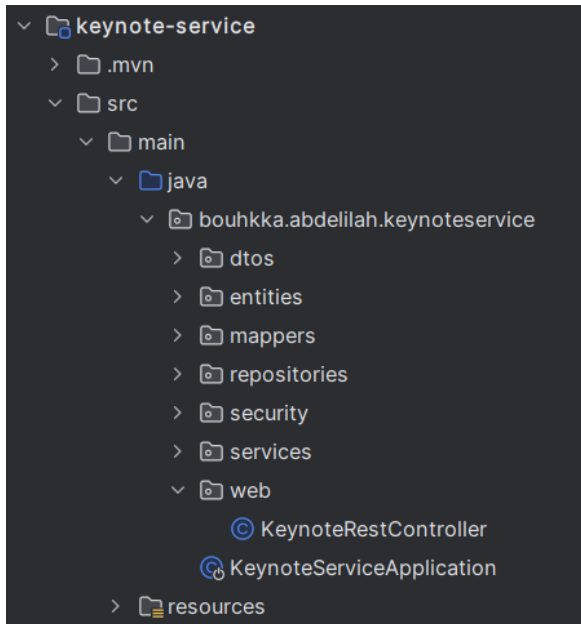 keynote-service
.mvn
src
main
java
bouhkka.abdelilah.keynoteservice
dtos
entities
mappers
repositories
security
services
web
KeynoteRestController
KeynoteServiceApplication
resources